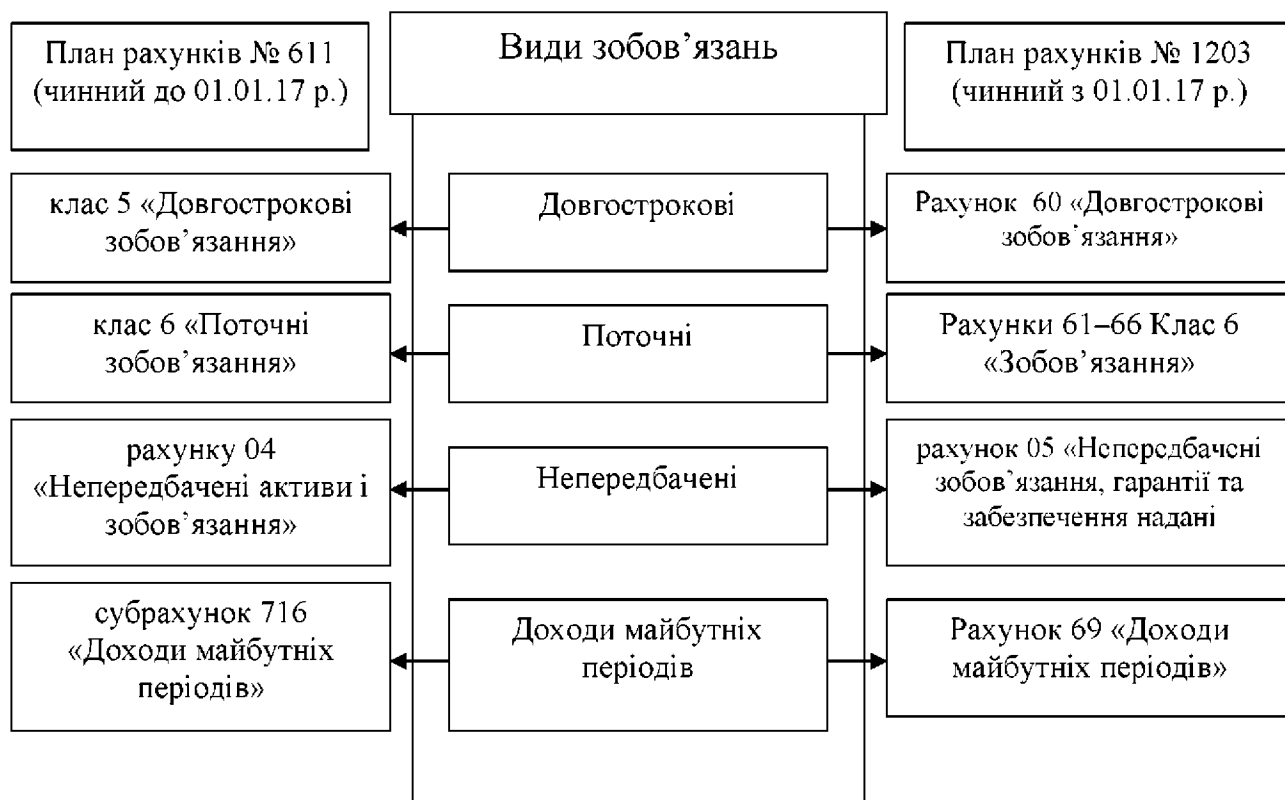 План рахунків № 611
(чинний до 01.01.17 р.)
Види зобов’язань
План рахунків № 1203
(чинний з 01.01.17 р.)
клас 5 «Довгострокові
зобов’язання»
Довгострокові
Рахунок 60 «Довгострокові
зобов’язання»
клас 6 «Поточні
зобов’язання»
Поточні
Рахунки 61–66 Клас 6
«Зобов’язання»
рахунку 04
«Непередбачені активи і
зобов’язання»
Непередбачені
рахунок 05 «Непередбачені
зобов’язання, гарантії та
забезпечення надані
субрахунок 716
«Доходи майбутніх
періодів»
Доходи майбутніх
періодів
Рахунок 69 «Доходи
майбутніх періодів»